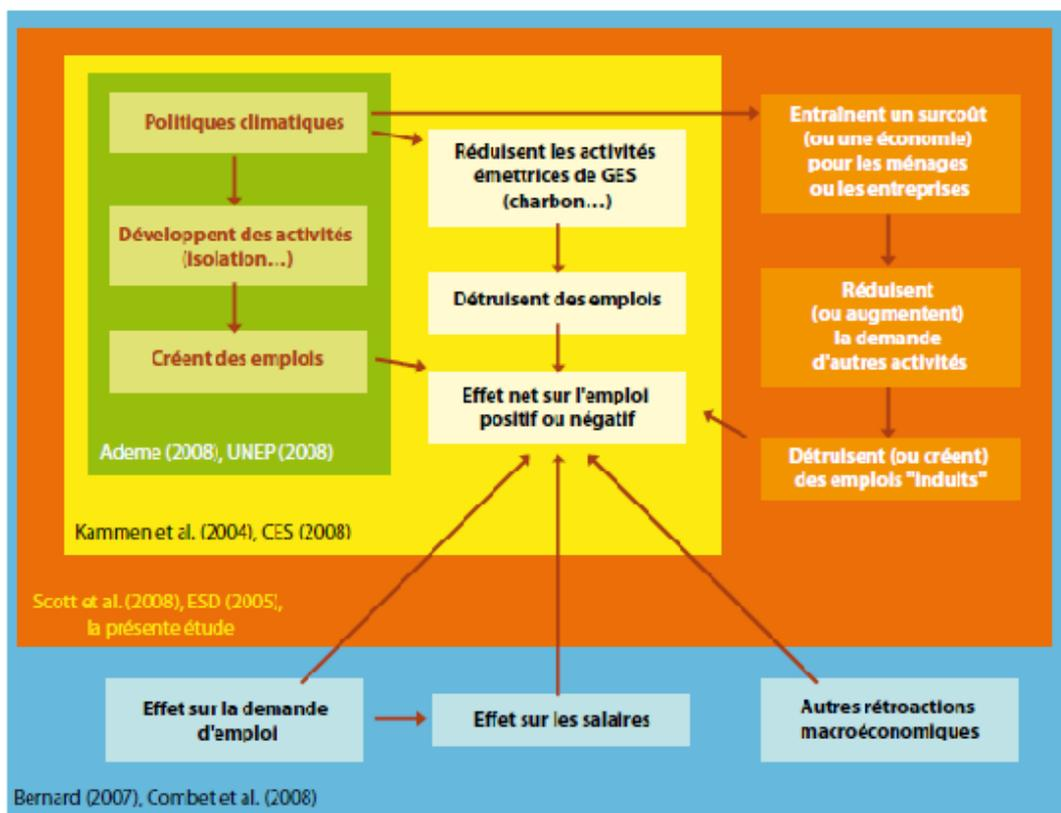 Politiques climatiques
Développent des activités
(isolation...)
Créent des emplois
Ademe (2008), UNEP (2008)
Réduisent les activités
émettrices de GES
(charbon...)
Détruisent des emplois
Effet net sur l'emploi
positif ou négatif
Kammen et al. (2004), CES (2008)
Entraînent un surcoût
(ou une économie)
pour les ménages
ou les entreprises
Réduisent
(ou augmentent)
la demande
d'autres activités
Détruisent (ou créent)
des emplois "induits"
Scott et al. (2008), ESD (2005),
la présente étude
Effet sur la demande
d'emploi
Effet sur les salaires
Autres rétroactions
macroéconomiques
Bernard (2007), Combet et al. (2008)